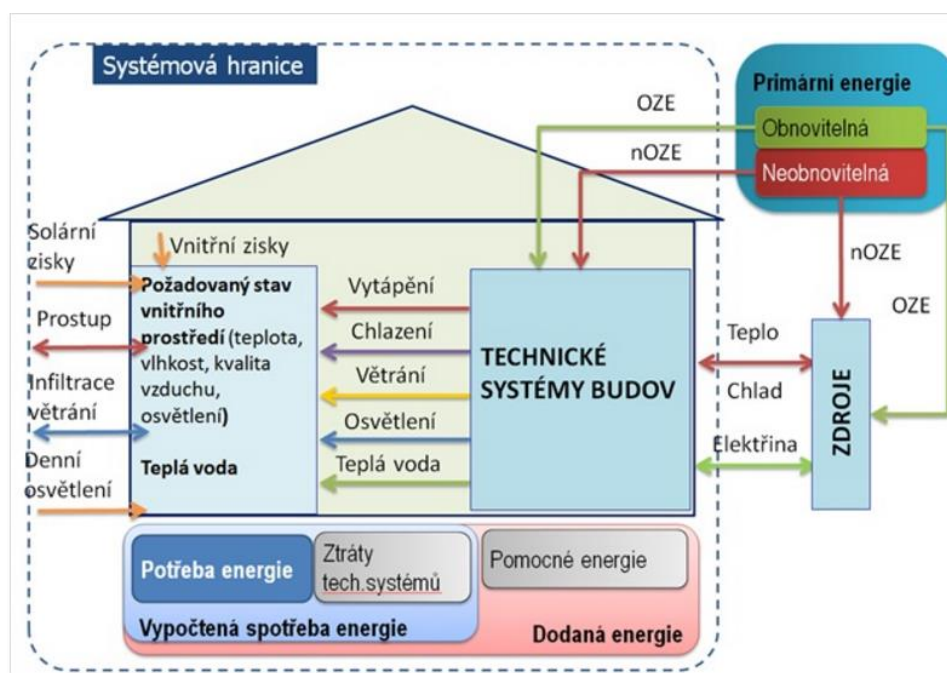 Systémová hranice
Primární energie
Obnovitelná
Neobnovitelná
OZE
nOZE
nOZE
OZE
Solární
zisky
Prostup
Infiltrace
větrání
Denní
osvětlení
Vnitřní zisky
Požadovaný stav
vnitřního
prostředí (teplota,
vlhkost, kvalita
vzduchu,
osvětlení)
Teplá voda
Vytápění
Chlazení
Větrání
Osvětlení
Teplá voda
TECHNICKÉ
SYSTÉMY BUDOV
Teplo
Chlad
Elektřina
ZDROJE
Potřeba energie
Ztráty
tech.systémů
Pomocné energie
Vypočtená spotřeba energie
Dodaná energie